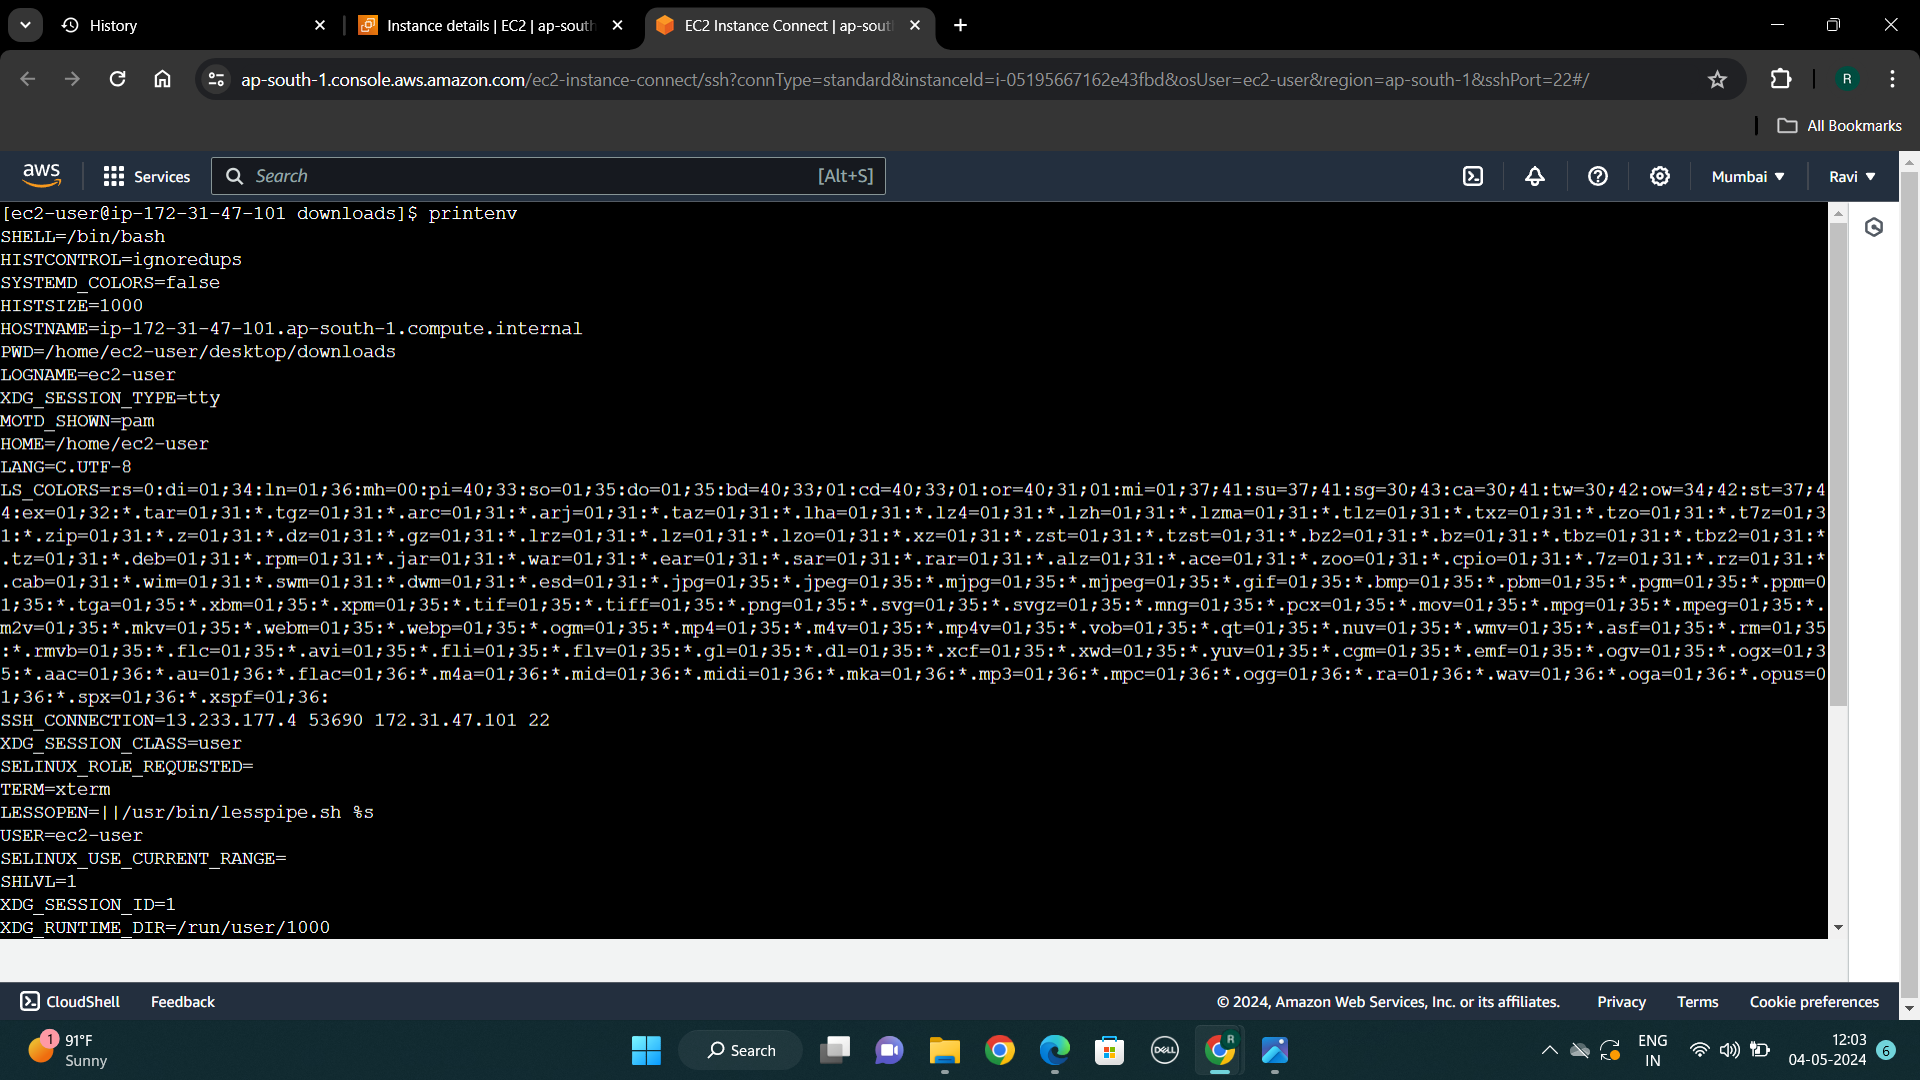 History
Instance details | EC2 | ap-south
EC2 Instance Connect | ap-sout
ap-south-1.console.aws.amazon.com/ec2-instance-connect/ssh?connType=standard&instanceId=i-05195667162e43fbd&osUser=ec2-user&region=ap-south-1&sshPort=22#/
R
All Bookmarks
aws
Services
Search
[Alt+S]
Mumbai
Ravi
[ec2-user@ip-172-31-47-101 downloads]$ printenv
SHELL=/bin/bash
HISTCONTROL=ignoredups
SYSTEMD_COLORS=false
HISTSIZE=1000
HOSTNAME=ip-172-31-47-101.ap-south-1.compute.internal
PWD=/home/ec2-user/desktop/downloads
LOGNAME=ec2-user
XDG_SESSION_TYPE=tty
MOTD_SHOWN=pam
HOME=/home/ec2-user
LANG=C.UTF-8
LS_COLORS=rs=0:di=01;34:ln=01;36:mh=00:pi=40;33:so=01;35:do=01;35:bd=40;33;01:cd=40;33;01:or=40;31;01:mi=01;37;41:su=37;41:sg=30;43:ca=30;41:tw=30;42:ow=34;42:st=37;4
4:ex=01;32:*.tar=01;31:*.tgz=01;31:*.arc=01;31:*.arj=01;31:*.taz=01;31:*.lha=01;31:*.lz4=01;31:*.lzh=01;31:*.lzma=01;31:*.tlz=01;31:*.txz=01;31:*.tzo=01;31:*.t7z=01;3
1:*.zip=01;31:*.z=01;31:*.dz=01;31:*.gz=01;31:*.lrz=01;31:*.lz=01;31:*.lzo=01;31:*.xz=01;31:*.zst=01;31:*.tzst=01;31:*.bz2=01;31:*.bz=01;31:*.tbz=01;31:*.tbz2=01;31:*
.tz=01;31:*.deb=01;31:*.rpm=01;31:*.jar=01;31:*.war=01;31:*.ear=01;31:*.sar=01;31:*.rar=01;31:*.alz=01;31:*.ace=01;31:*.zoo=01;31:*.cpio=01;31:*.7z=01;31:*.rz=01;31:*
.cab=01;31:*.wim=01;31:*.swm=01;31:*.dwm=01;31:*.esd=01;31:*.jpg=01;35:*.jpeg=01;35:*.mjpg=01;35:*.mjpeg=01;35:*.gif=01;35:*.bmp=01;35:*.pbm=01;35:*.pgm=01;35:*.ppm=0
1;35:*.tga=01;35:*.xbm=01;35:*.xpm=01;35:*.tif=01;35:*.tiff=01;35:*.png=01;35:*.svg=01;35:*.svgz=01;35:*.mng=01;35:*.pcx=01;35:*.mov=01;35:*.mpg=01;35:*.mpeg=01;35:*.
m2v=01;35:*.mkv=01;35:*.webm=01;35:*.webp=01;35:*.ogm=01;35:*.mp4=01;35:*.m4v=01;35:*.mp4v=01;35:*.vob=01;35:*.qt=01;35:*.nuv=01;35:*.wmv=01;35:*.asf=01;35:*.rm=01;35
:*.rmvb=01;35:*.flc=01;35:*.avi=01;35:*.fli=01;35:*.flv=01;35:*.gl=01;35:*.dl=01;35:*.xcf=01;35:*.xwd=01;35:*.yuv=01;35:*.cgm=01;35:*.emf=01;35:*.ogv=01;35:*.ogx=01;3
5:*.aac=01;36:*.au=01;36:*.flac=01;36:*.m4a=01;36:*.mid=01;36:*.midi=01;36:*.mka=01;36:*.mp3=01;36:*.mpc=01;36:*.ogg=01;36:*.ra=01;36:*.wav=01;36:*.oga=01;36:*.opus=0
1;36:*.spx=01;36:*.xspf=01;36:
SSH_CONNECTION=13.233.177.4 53690 172.31.47.101 22
XDG_SESSION_CLASS=user
SELINUX_ROLE_REQUESTED=
TERM=xterm
LESSOPEN=||/usr/bin/lesspipe.sh %s
USER=ec2-user
SELINUX_USE_CURRENT_RANGE=
SHLVL=1
XDG_SESSION_ID=1
XDG_RUNTIME_DIR=/run/user/1000
CloudShell
Feedback
© 2024, Amazon Web Services, Inc. or its affiliates.
Privacy
Terms
Cookie preferences
1
91°F
Sunny
Search
DELL
R
ENG
IN
12:03
04-05-2024
6